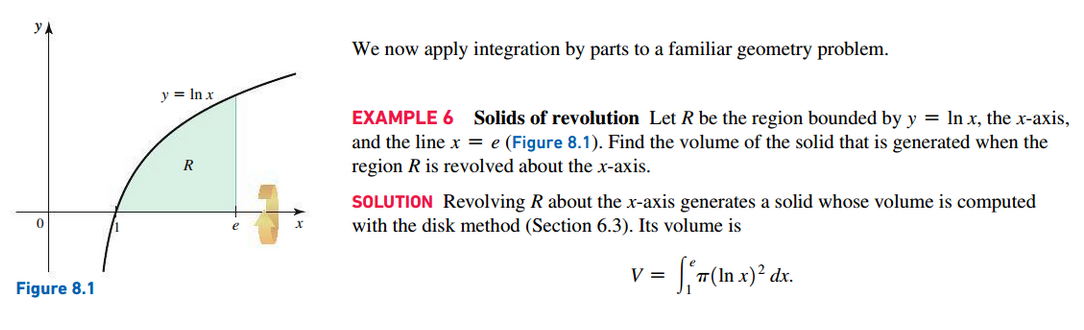 y
y = ln x
R
0
1
e
x
Figure 8.1
We now apply integration by parts to a familiar geometry problem.
EXAMPLE 6 Solids of revolution Let R be the region bounded by y = ln x, the x-axis,
and the line x = e (Figure 8.1). Find the volume of the solid that is generated when the
region R is revolved about the x-axis.
SOLUTION Revolving R about the x-axis generates a solid whose volume is computed
with the disk method (Section 6.3). Its volume is
V = ∫₁ᵉ π(ln x)² dx.